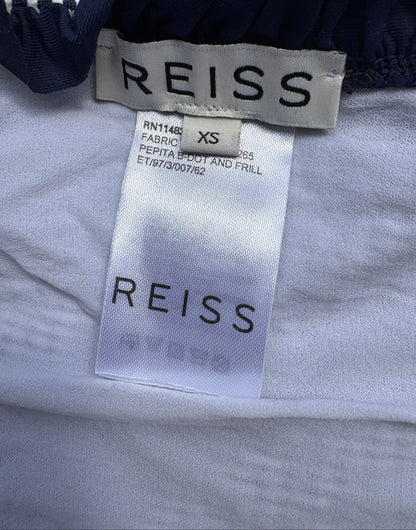 REISS
XS
RN1148
FABRIC 265
PEPITA B-DOT AND FRILL
ET/97/3/007/62
REISS